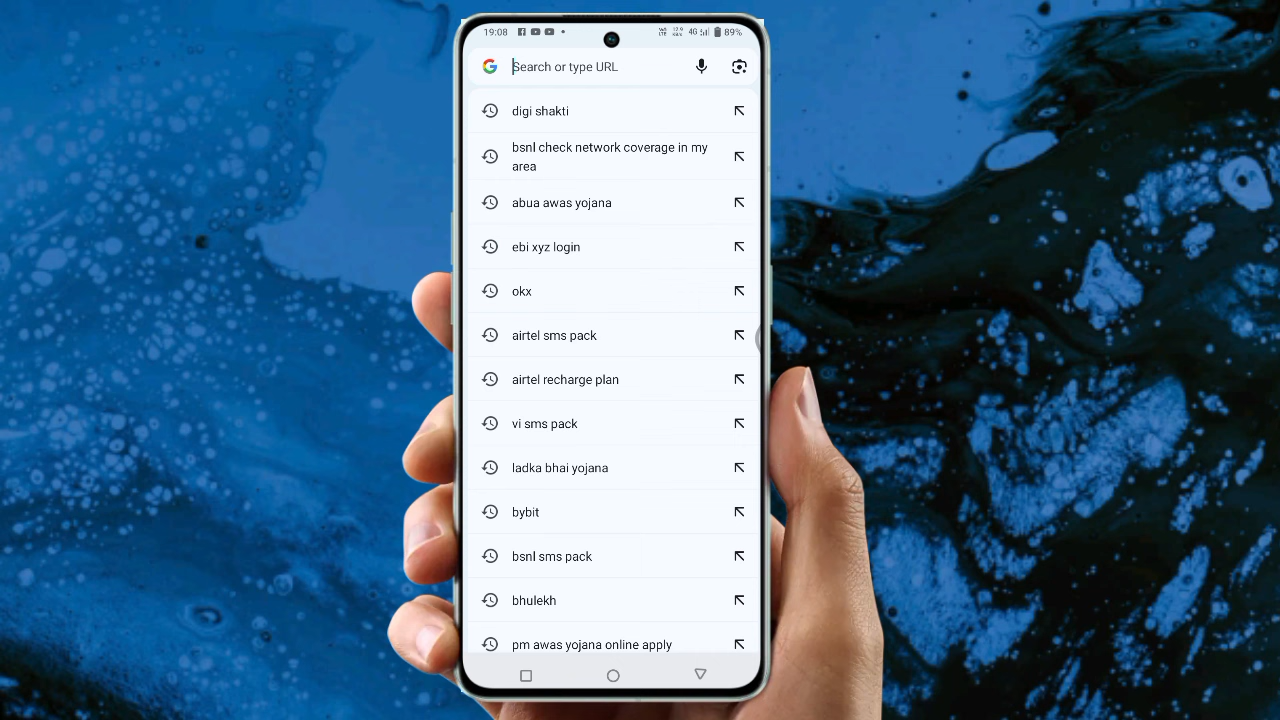 19:08
4G
89%
Search or type URL
digi shakti
bsnl check network coverage in my
area
abua awas yojana
ebi xyz login
okx
airtel sms pack
airtel recharge plan
vi sms pack
ladka bhai yojana
bybit
bsnl sms pack
bhulekh
pm awas yojana online apply